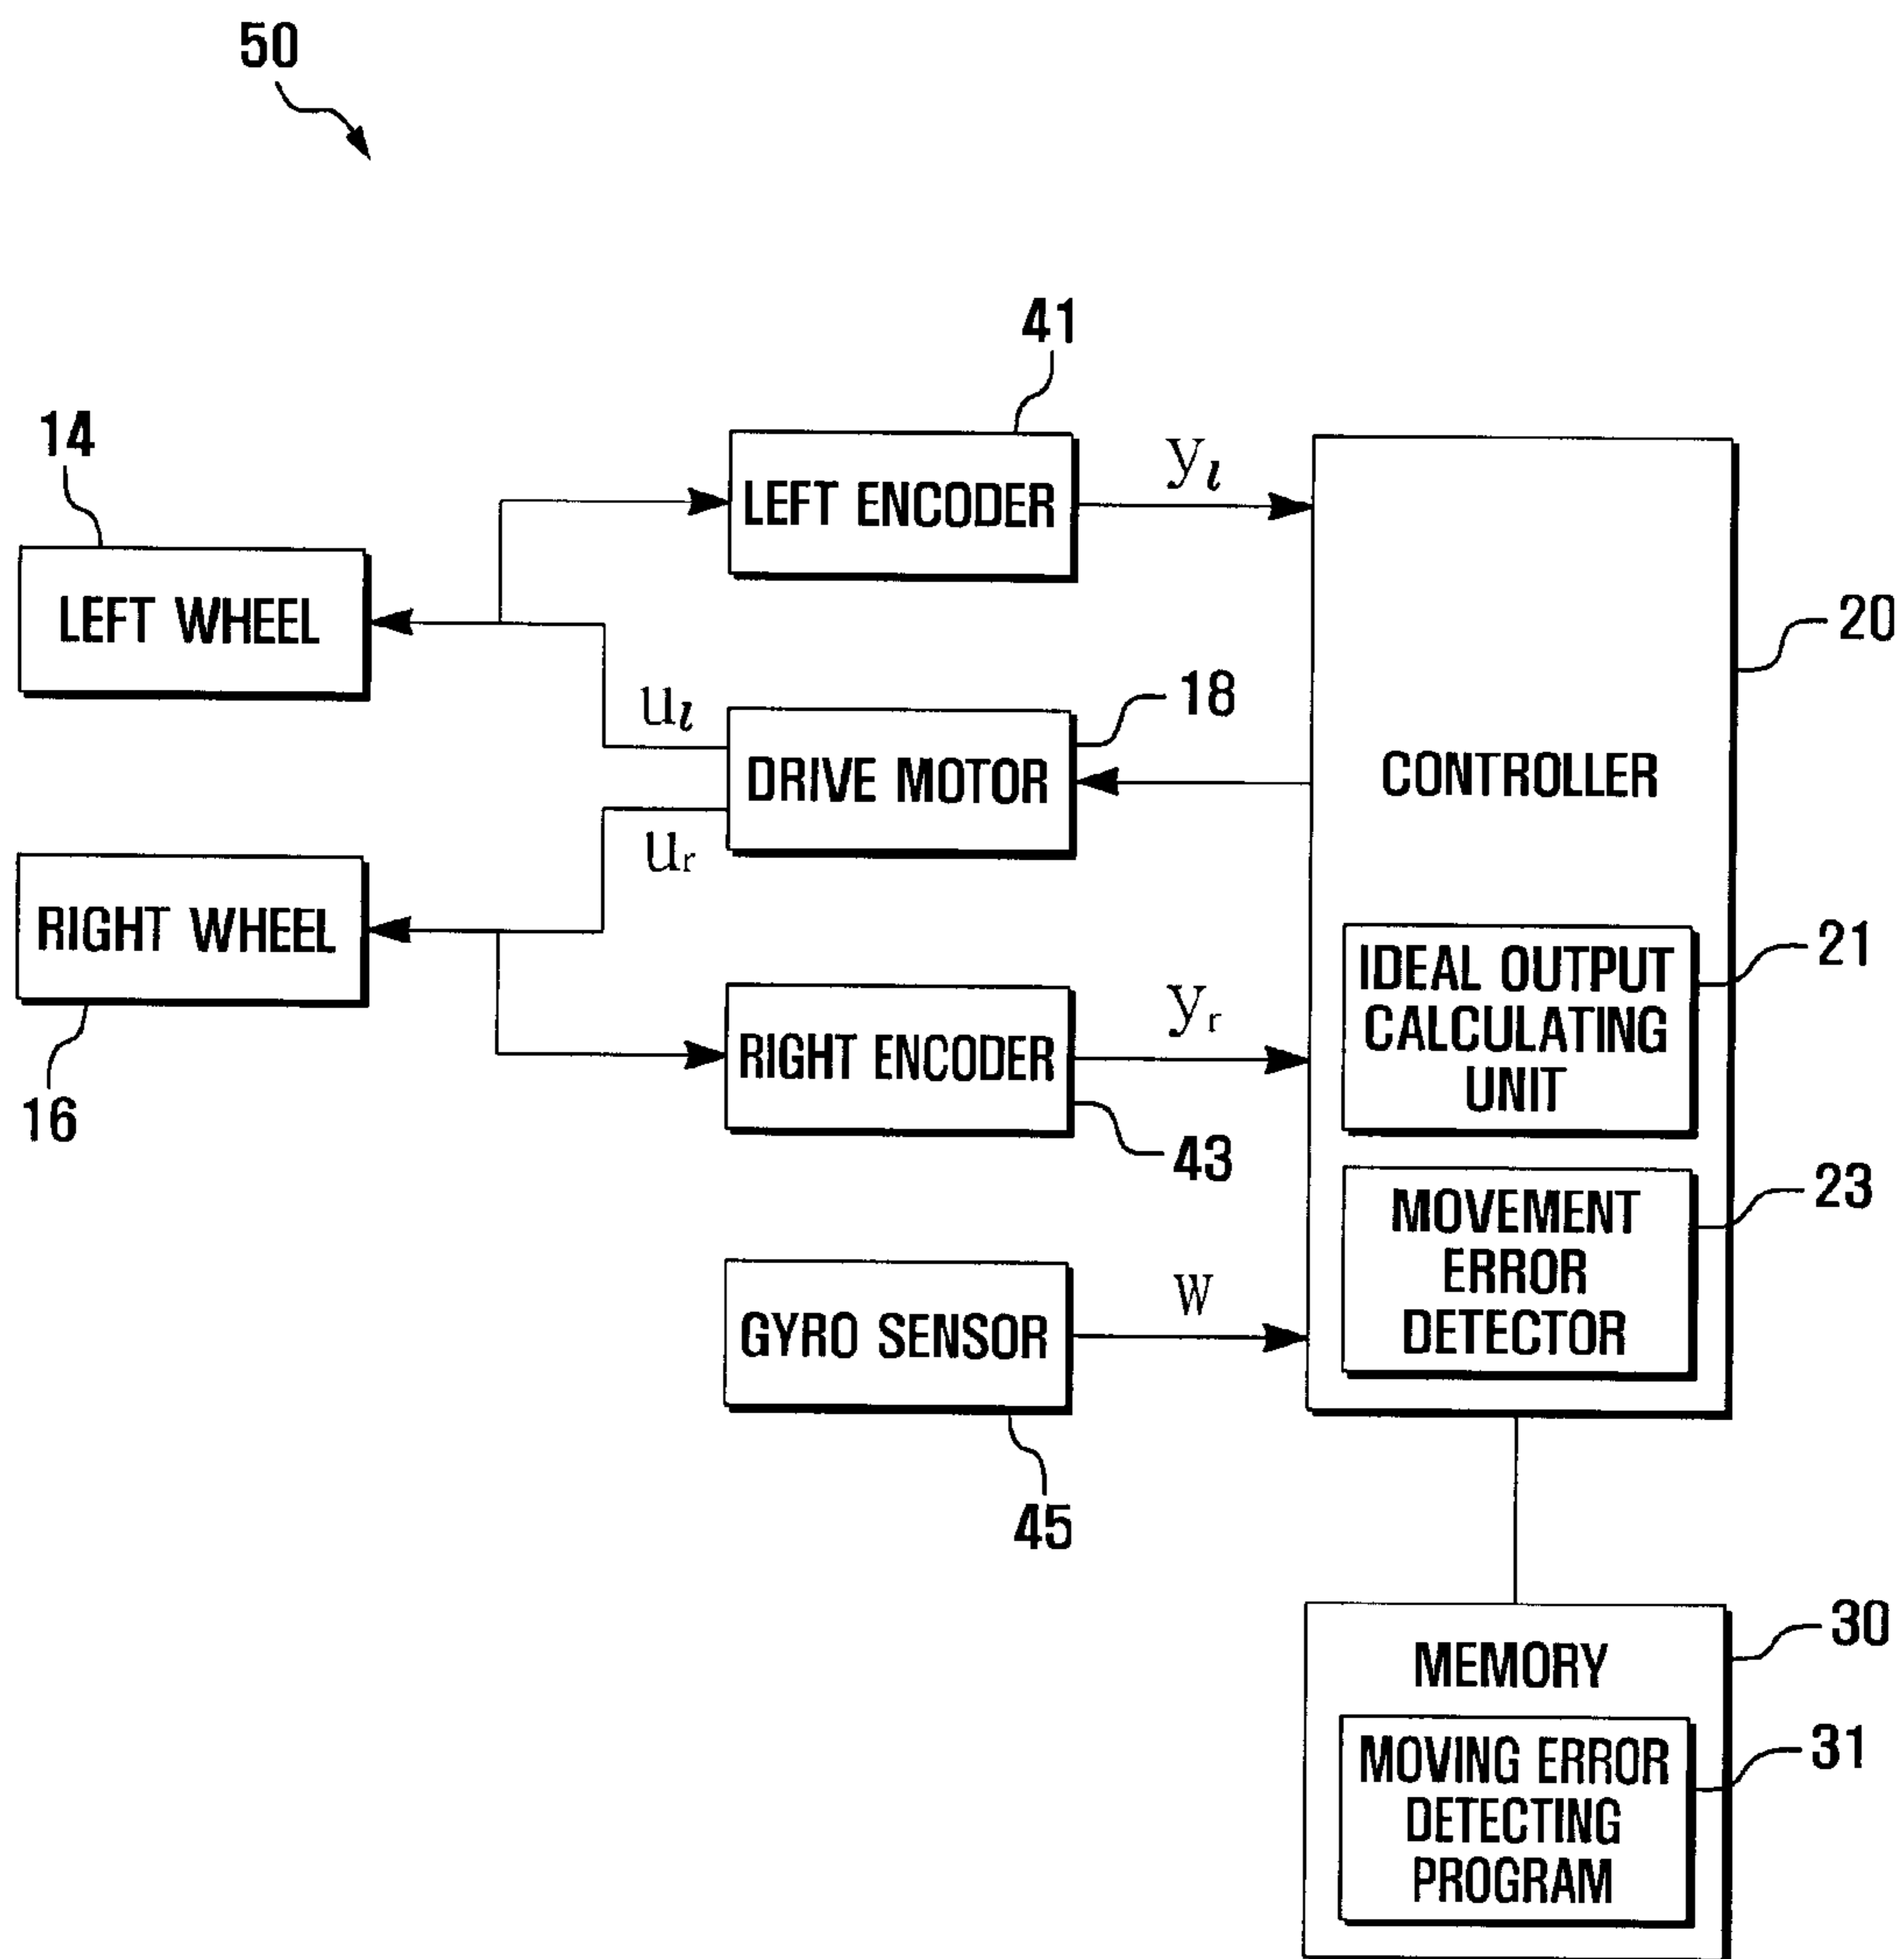 50
41
14
LEFT ENCODER
yl
LEFT WHEEL
20
ul
18
DRIVE MOTOR
CONTROLLER
ur
RIGHT WHEEL
21
IDEAL OUTPUT
CALCULATING
UNIT
yr
RIGHT ENCODER
16
43
23
MOVEMENT
ERROR
DETECTOR
W
GYRO SENSOR
45
30
MEMORY
31
MOVING ERROR
DETECTING
PROGRAM